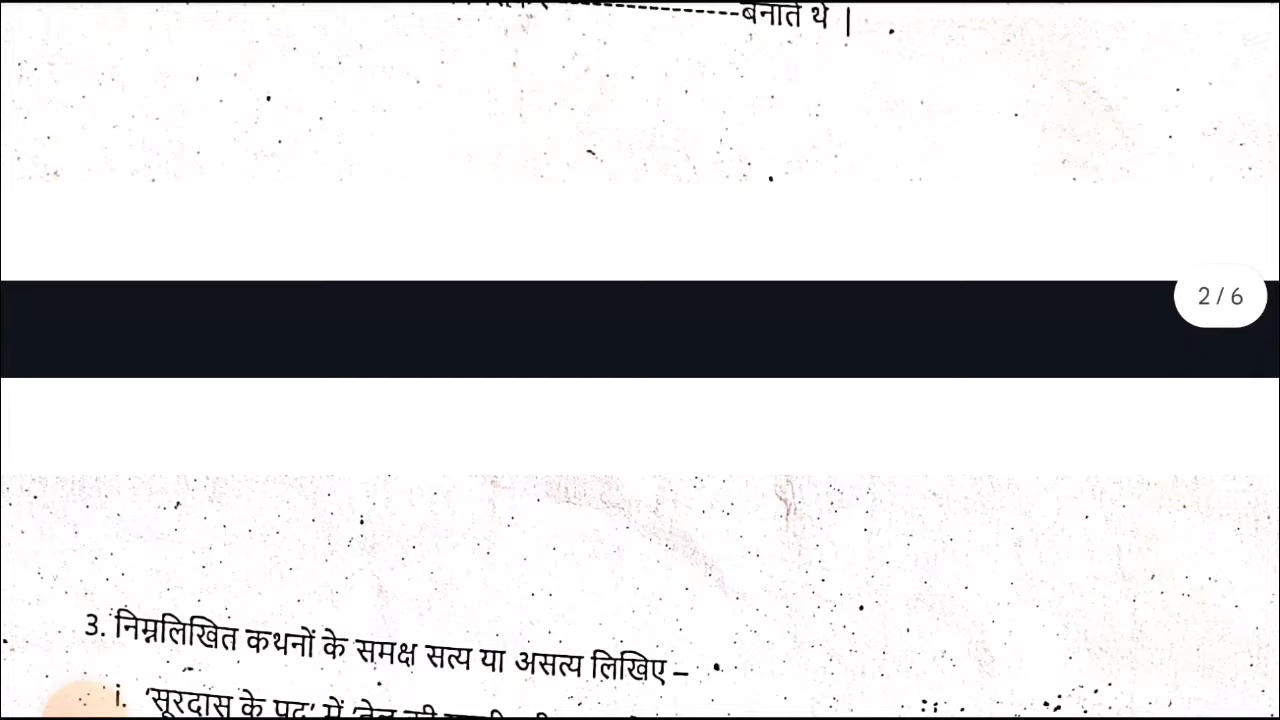 -------------------बनाते थे |
2 / 6
3. निम्नलिखित कथनों के समक्ष सत्य या असत्य लिखिए –
i. 'सूरदास के पद' में